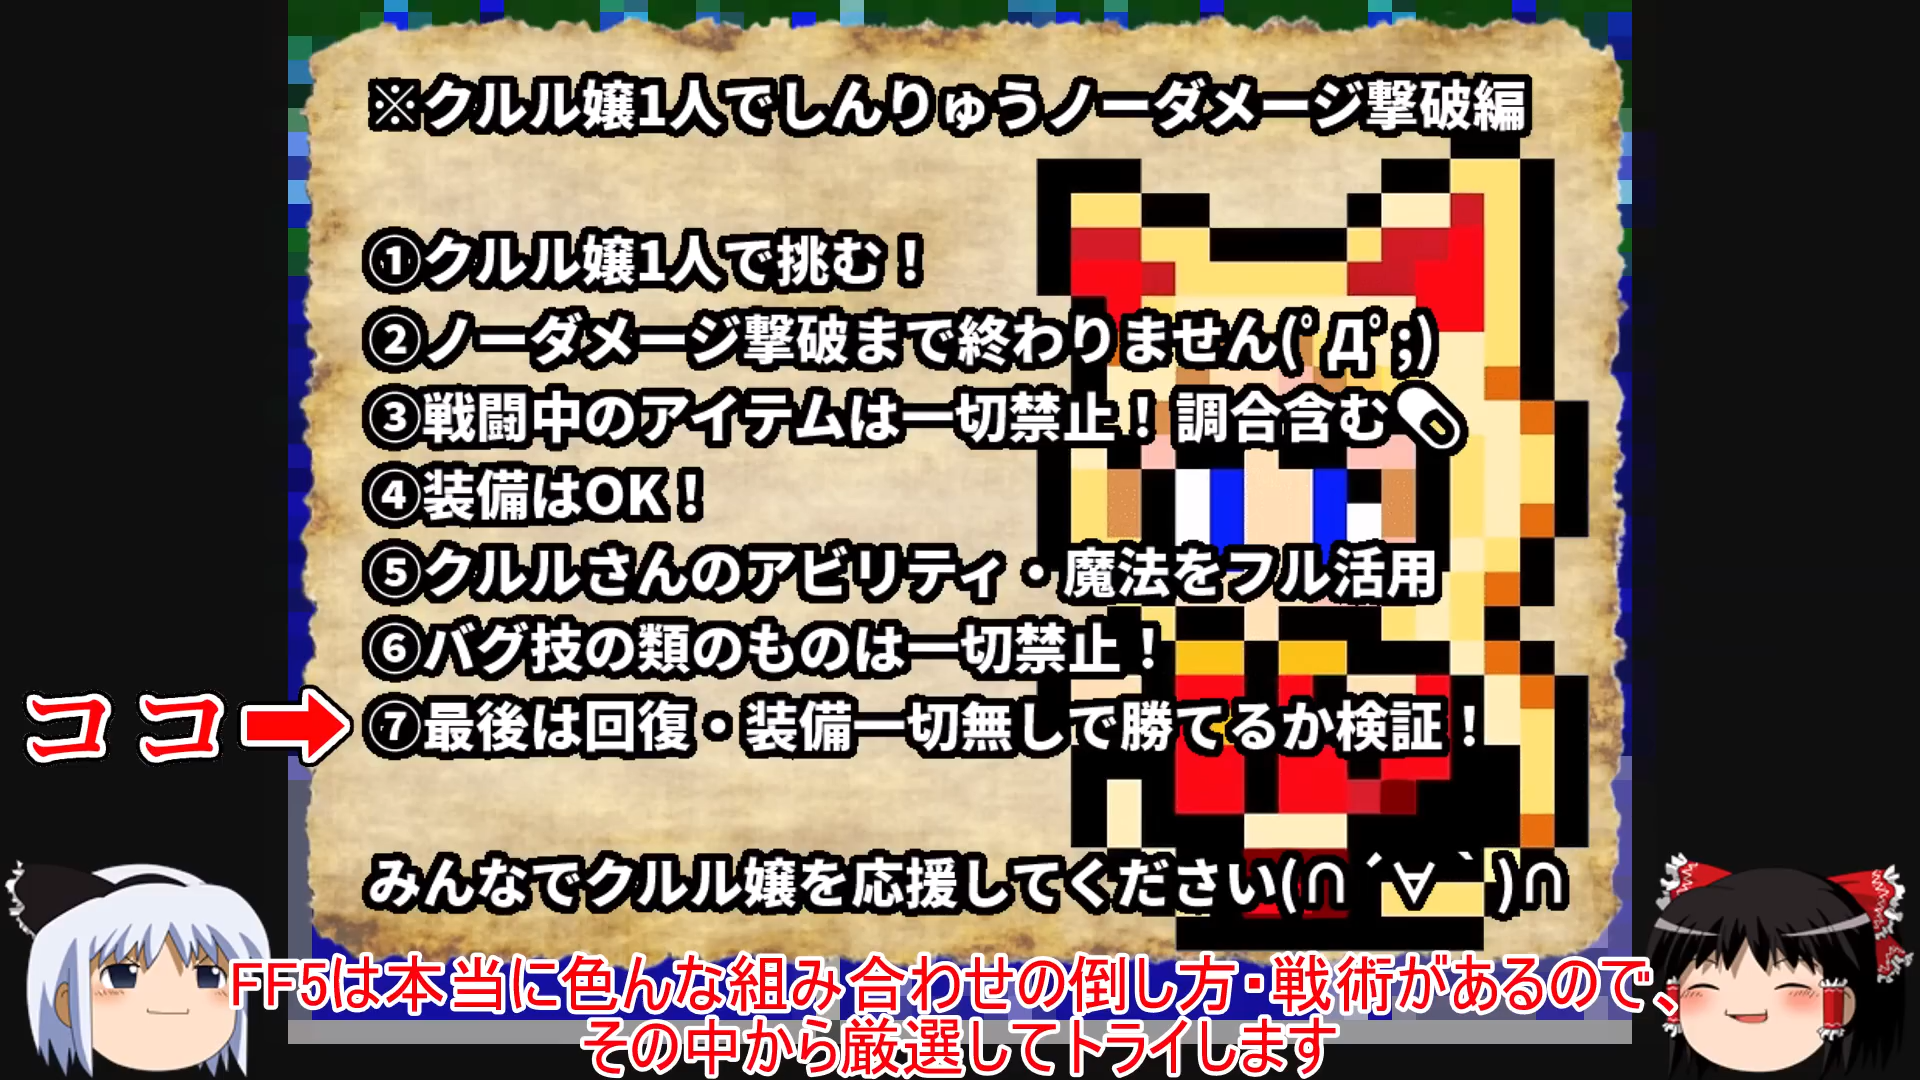 ※クルル嬢1人でしんりゅうノーダメージ撃破編
①クルル嬢1人で挑む！
②ノーダメージ撃破まで終わりません(ﾟДﾟ;)
③戦闘中のアイテムは一切禁止！調合含む💊
④装備はOK！
⑤クルルさんのアビリティ・魔法をフル活用
⑥バグ技の類のものは一切禁止！
ココ➡
⑦最後は回復・装備一切無しで勝てるか検証！
みんなでクルル嬢を応援してください(∩´∀｀)∩
FF5は本当に色んな組み合わせの倒し方・戦術があるので、
その中から厳選してトライします